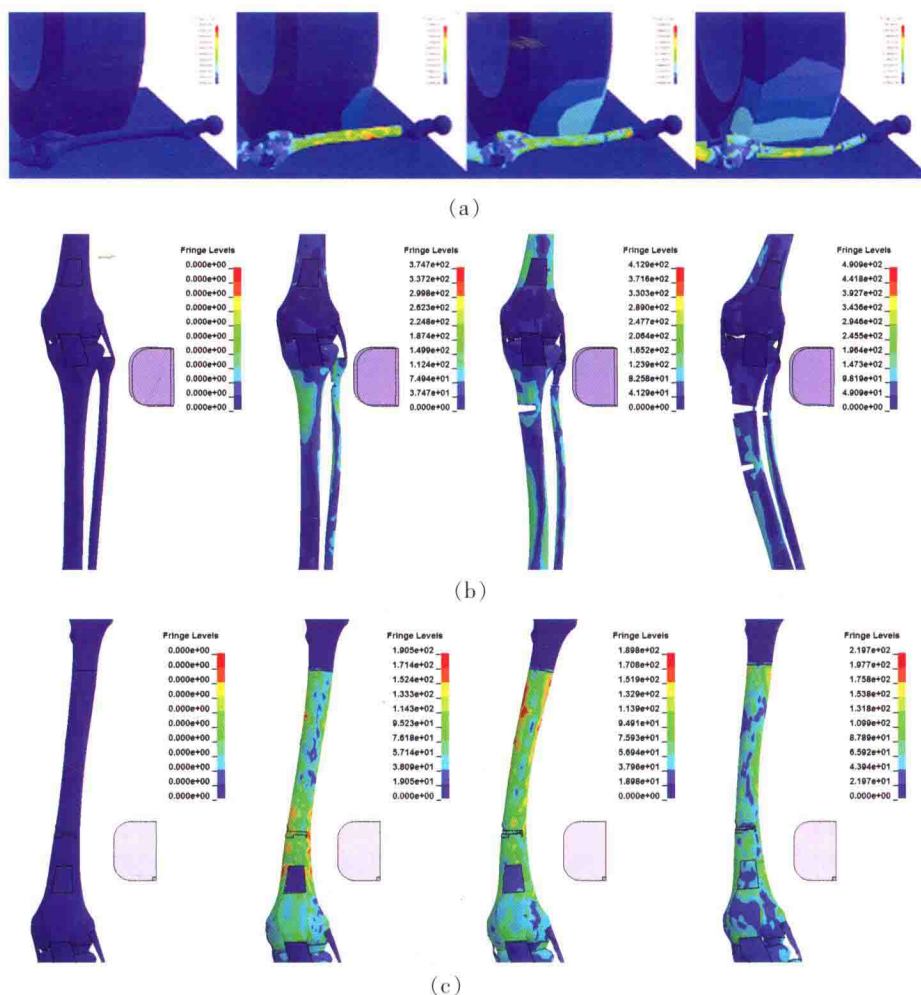 (a)
Fringe Levels
0.000e+00
0.000e+00
0.000e+00
0.000e+00
0.000e+00
0.000e+00
0.000e+00
0.000e+00
0.000e+00
0.000e+00
0.000e+00
Fringe Levels
3.747e+02
3.372e+02
2.998e+02
2.623e+02
2.248e+02
1.874e+02
1.499e+02
1.124e+02
7.494e+01
3.747e+01
0.000e+00
Fringe Levels
4.129e+02
3.716e+02
3.303e+02
2.890e+02
2.477e+02
2.064e+02
1.652e+02
1.239e+02
8.258e+01
4.129e+01
0.000e+00
Fringe Levels
4.909e+02
4.418e+02
3.927e+02
3.436e+02
2.946e+02
2.455e+02
1.964e+02
1.473e+02
9.819e+01
4.909e+01
0.000e+00
(b)
Fringe Levels
0.000e+00
0.000e+00
0.000e+00
0.000e+00
0.000e+00
0.000e+00
0.000e+00
0.000e+00
0.000e+00
0.000e+00
0.000e+00
Fringe Levels
1.905e+02
1.714e+02
1.524e+02
1.333e+02
1.143e+02
9.523e+01
7.618e+01
5.714e+01
3.809e+01
1.905e+01
0.000e+00
Fringe Levels
1.898e+02
1.708e+02
1.519e+02
1.329e+02
1.139e+02
9.491e+01
7.593e+01
5.694e+01
3.796e+01
1.898e+01
0.000e+00
Fringe Levels
2.197e+02
1.977e+02
1.758e+02
1.538e+02
1.318e+02
1.099e+02
8.789e+01
6.592e+01
4.394e+01
2.197e+01
0.000e+00
(c)